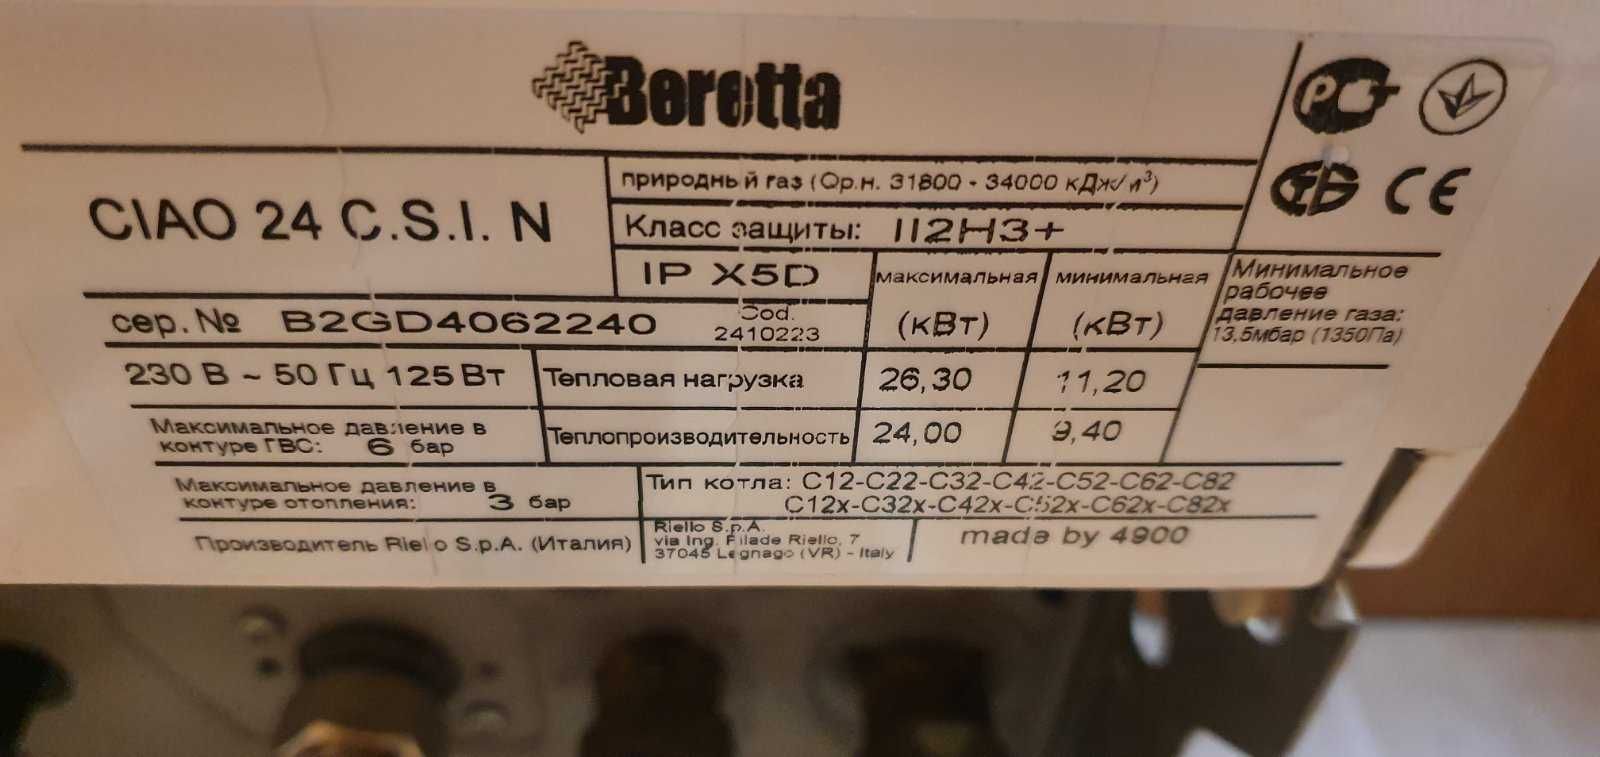 Beretta
РСТ
CIAO 24 C.S.I. N
природный газ (Qр.н. 31800 - 34000 кДж/м³)
Класс защиты: II2H3+
CE
IP X5D
сер. № B2GD4062240
Cod.
2410223
максимальная
(кВт)
минимальная
(кВт)
Минимальное
рабочее
давление газа:
13,5мбар (1350Па)
230 В ~ 50 Гц 125 Вт
Тепловая нагрузка 26,30 11,20
Максимальное давление в
контуре ГВС: 6 бар
Теплопроизводительность 24,00 9,40
Максимальное давление в
контуре отопления: 3 бар
Тип котла: C12-C22-C32-C42-C52-C62-C82
C12x-C32x-C42x-C52x-C62x-C82x
Производитель Riello S.p.A. (Италия)
Riello S.p.A.
via Ing. Pilade Riello, 7
37045 Legnago (VR) - Italy
made by 4900